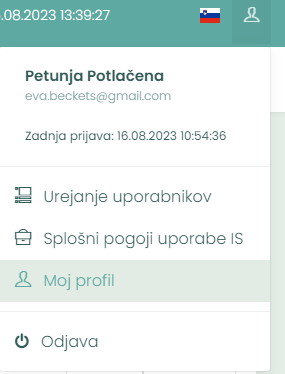 .08.2023 13:39:27
Petunja Potlačena
eva.beckets@gmail.com
Zadnja prijava: 16.08.2023 10:54:36
Urejanje uporabnikov
Splošni pogoji uporabe IS
Moj profil
Odjava